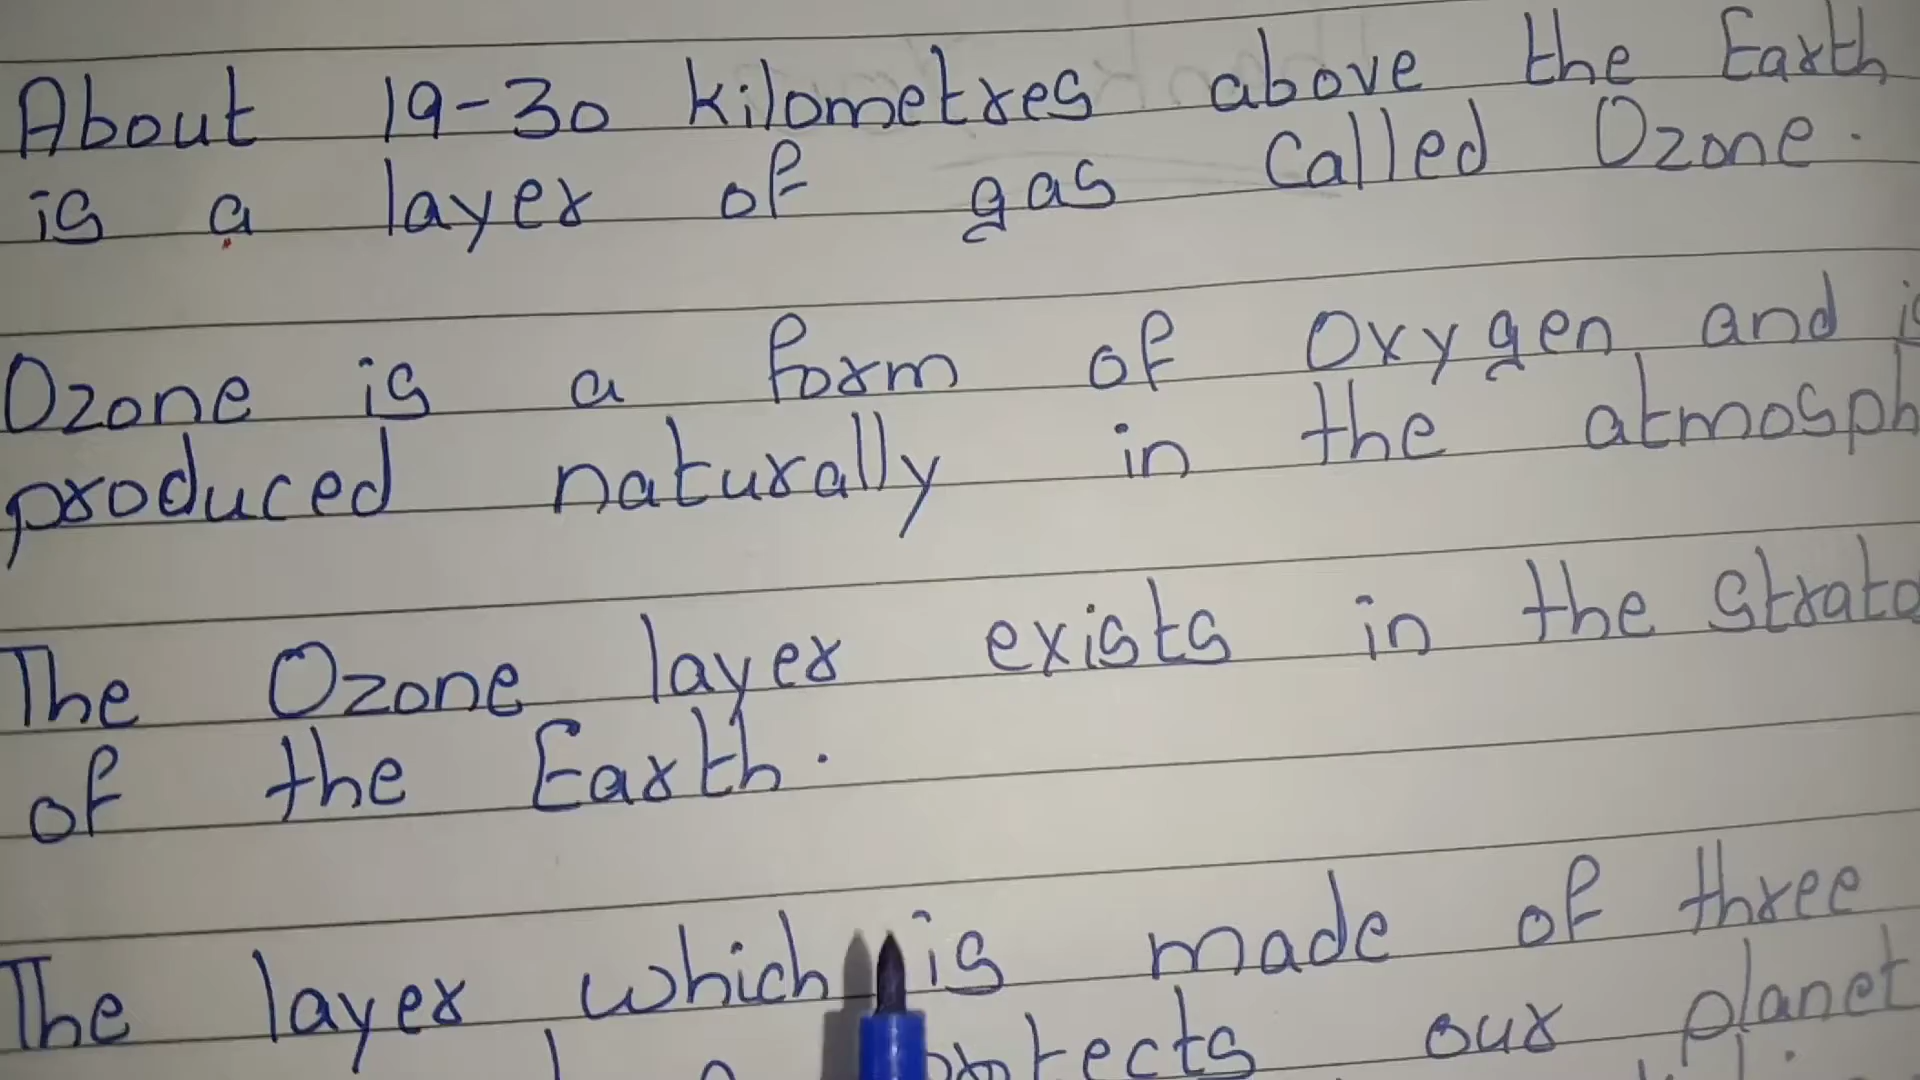 About 19-30 kilometres above the Earth
is a layer of gas called Ozone.
Ozone is a form of Oxygen and is
produced naturally in the atmosph
The Ozone layer exists in the strato
of the Earth.
The layer which is made of three
protects our planet